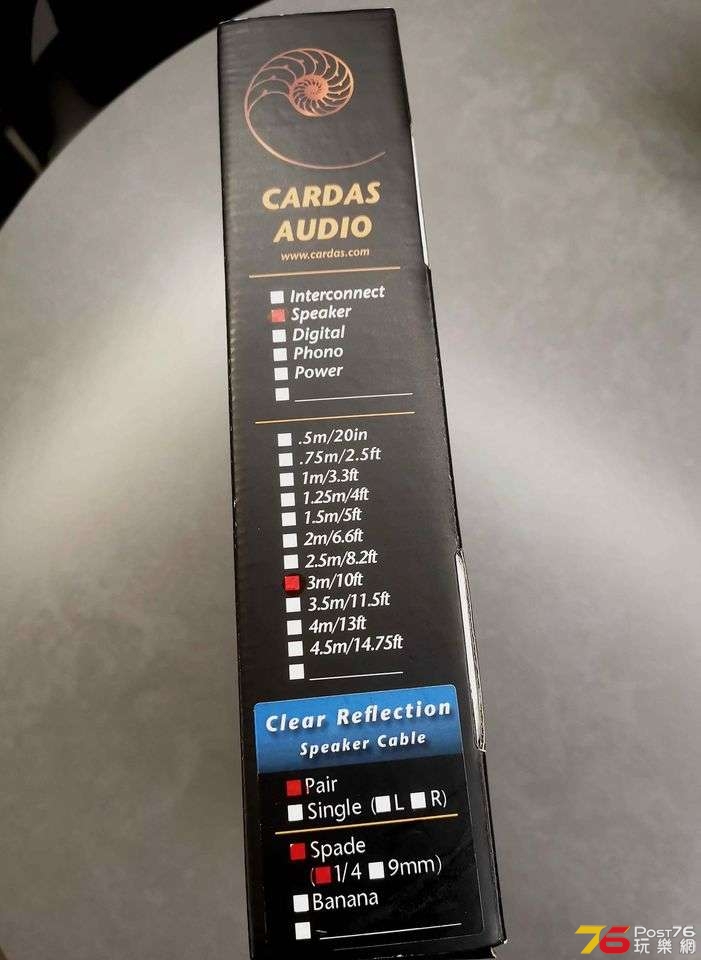 CARDAS
AUDIO
www.cardas.com
Interconnect
Speaker
Digital
Phono
Power
.5m/20in
.75m/2.5ft
1m/3.3ft
1.25m/4ft
1.5m/5ft
2m/6.6ft
2.5m/8.2ft
3m/10ft
3.5m/11.5ft
4m/13ft
4.5m/14.75ft
Clear Reflection
Speaker Cable
Pair
Single (L R)
Spade
(1/4 9mm)
Banana
76 POST76
玩樂網